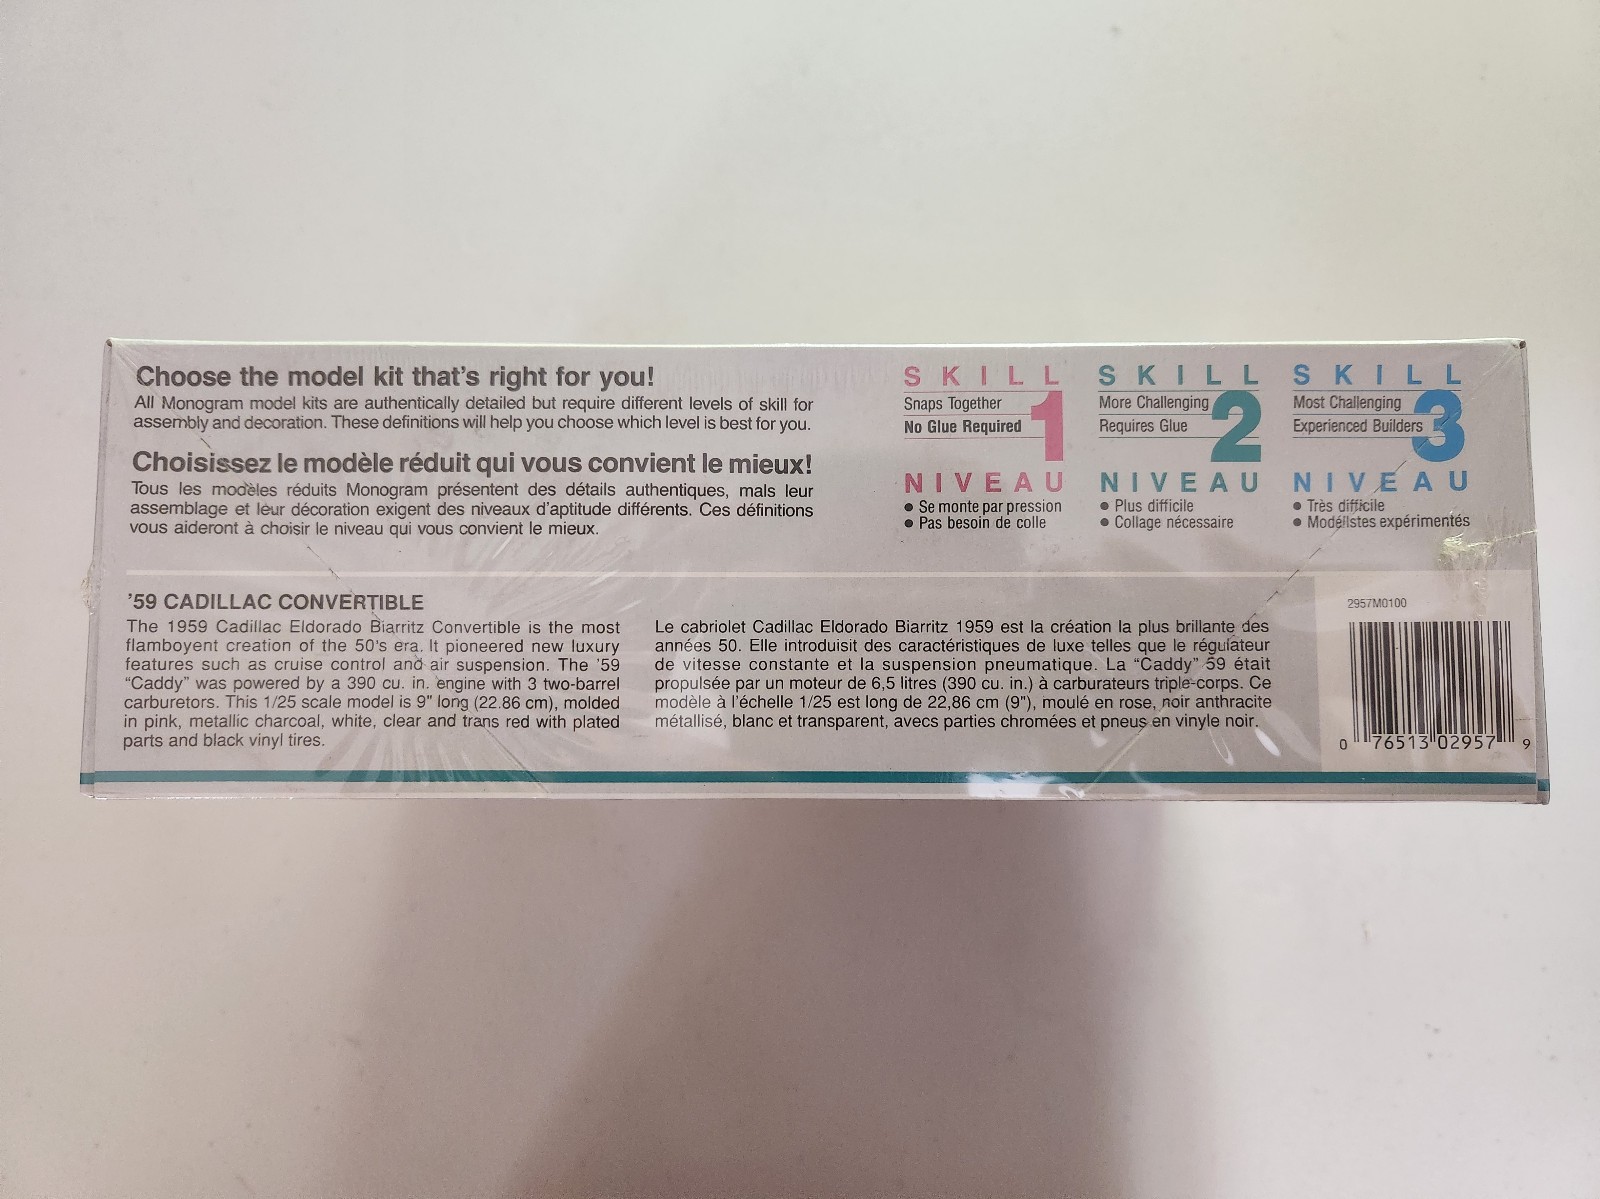 Choose the model kit that's right for you!
All Monogram model kits are authentically detailed but require different levels of skill for
assembly and decoration. These definitions will help you choose which level is best for you.
Choisissez le modèle réduit qui vous convient le mieux!
Tous les modèles réduits Monogram présentent des détails authentiques, mais leur
assemblage et leur décoration exigent des niveaux d'aptitude différents. Ces définitions
vous aideront à choisir le niveau qui vous convient le mieux.
SKILL
Snaps Together
No Glue Required
1
NIVEAU
• Se monte par pression
• Pas besoin de colle
SKILL
More Challenging
Requires Glue
2
NIVEAU
• Plus difficile
• Collage nécessaire
SKILL
Most Challenging
Experienced Builders
3
NIVEAU
• Très difficile
• Modélistes expérimentés
'59 CADILLAC CONVERTIBLE
The 1959 Cadillac Eldorado Biarritz Convertible is the most
flamboyent creation of the 50's era. It pioneered new luxury
features such as cruise control and air suspension. The '59
"Caddy" was powered by a 390 cu. in. engine with 3 two-barrel
carburetors. This 1/25 scale model is 9" long (22.86 cm), molded
in pink, metallic charcoal, white, clear and trans red with plated
parts and black vinyl tires.
Le cabriolet Cadillac Eldorado Biarritz 1959 est la création la plus brillante des
années 50. Elle introduisit des caractéristiques de luxe telles que le régulateur
de vitesse constante et la suspension pneumatique. La "Caddy" 59 était
propulsée par un moteur de 6,5 litres (390 cu. in.) à carburateurs triple-corps. Ce
modèle à l'échelle 1/25 est long de 22,86 cm (9"), moulé en rose, noir anthracite
métallisé, blanc et transparent, avecs parties chromées et pneus en vinyle noir.
2957M0100
0 76513 02957 9